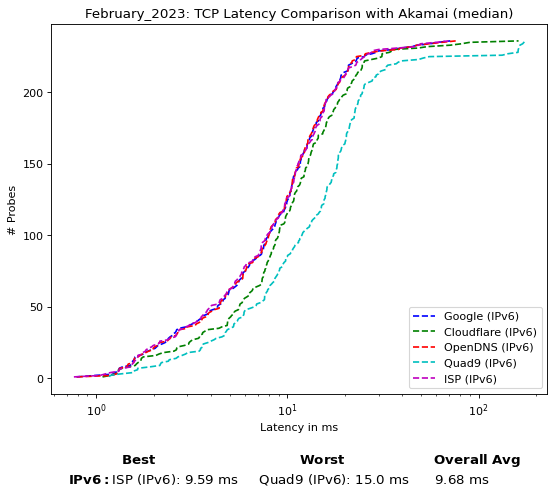 February_2023: TCP Latency Comparison with Akamai (median)
# Probes
200
150
100
50
0
Google (IPv6)
Cloudflare (IPv6)
OpenDNS (IPv6)
Quad9 (IPv6)
ISP (IPv6)
10⁰ 10¹ 10²
Latency in ms
Best Worst Overall Avg
IPv6: ISP (IPv6): 9.59 ms Quad9 (IPv6): 15.0 ms 9.68 ms